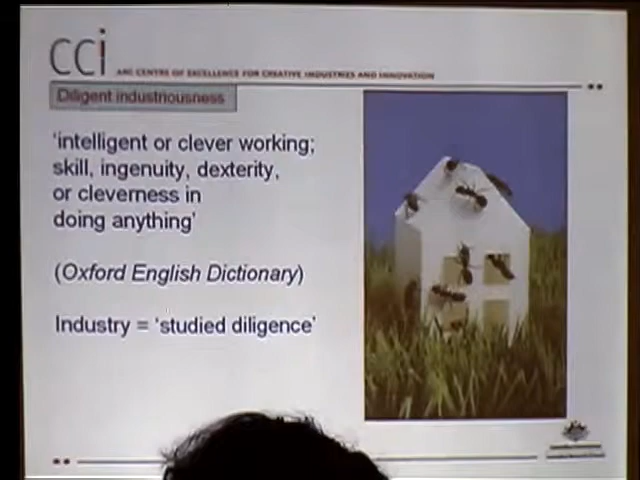 cci
ARC CENTRE OF EXCELLENCE FOR CREATIVE INDUSTRIES AND INNOVATION
Diligent industriousness
'intelligent or clever working;
skill, ingenuity, dexterity,
or cleverness in
doing anything'
(Oxford English Dictionary)
Industry = 'studied diligence'